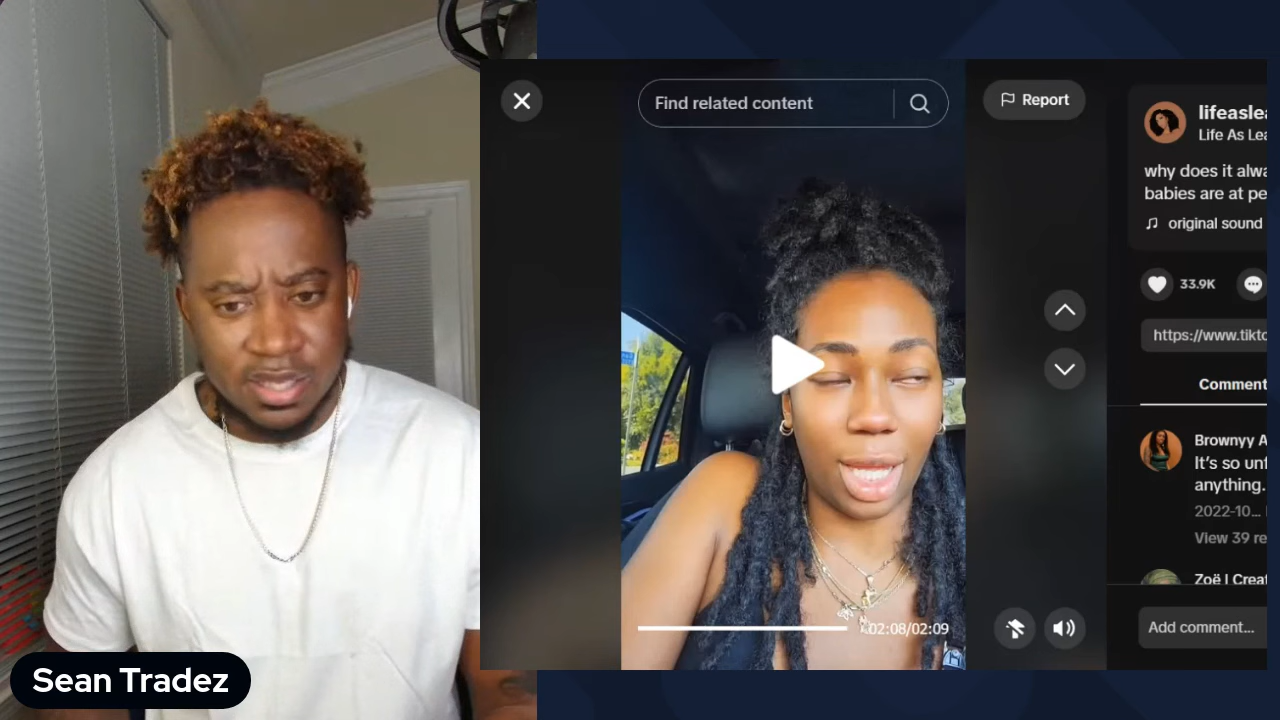 Find related content
Report
lifeaslea
Life As Lea
why does it alwa
babies are at pe
original sound
33.9K
https://www.tikto
Comment
Brownyy A
It's so unf
anything.
2022-10...
View 39 re
Zoë | Creat
02:08/02:09
Add comment...
Sean Tradez